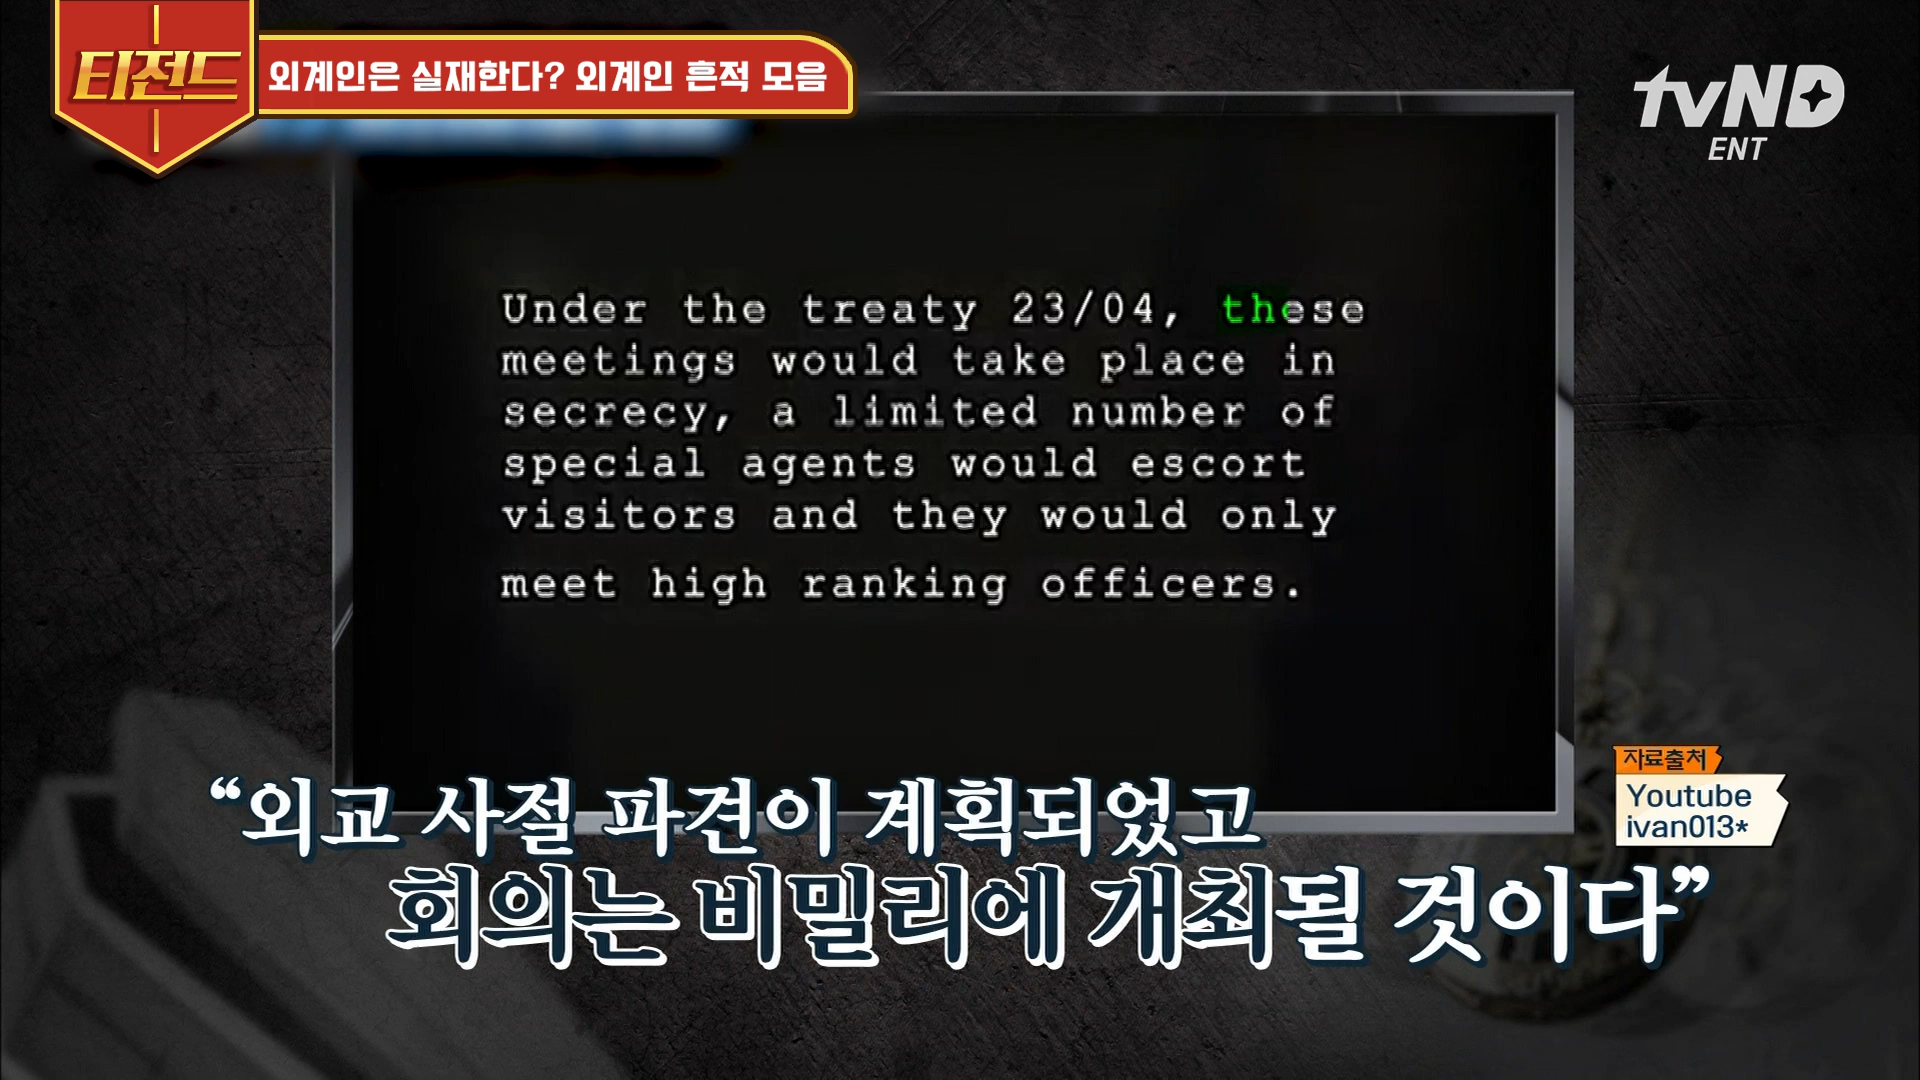 티전드
외계인은 실재한다? 외계인 흔적 모음
tvND
ENT
Under the treaty 23/04, these
meetings would take place in
secrecy, a limited number of
special agents would escort
visitors and they would only
meet high ranking officers.
자료출처
Youtube
ivan013*
“외교 사절 파견이 계획되었고
회의는 비밀리에 개최될 것이다”